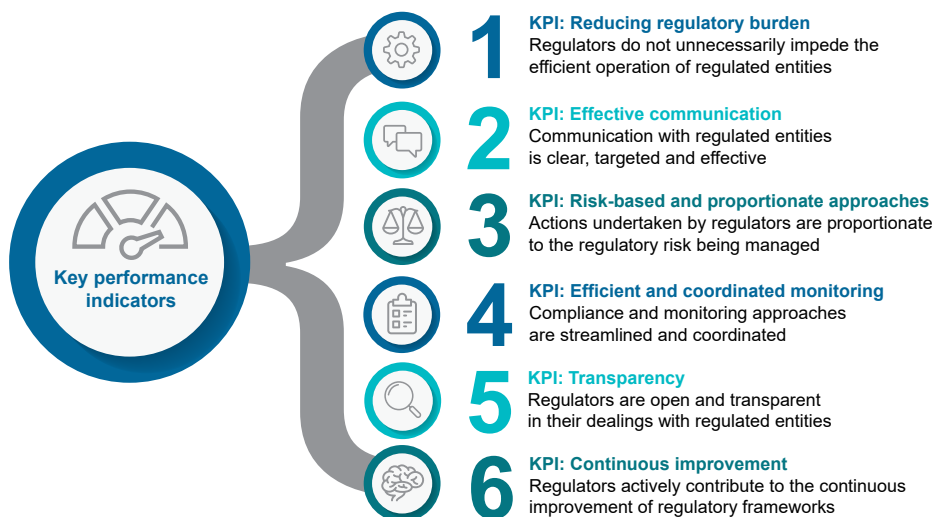 Key performance
indicators
1
KPI: Reducing regulatory burden
Regulators do not unnecessarily impede the
efficient operation of regulated entities
2
KPI: Effective communication
Communication with regulated entities
is clear, targeted and effective
3
KPI: Risk-based and proportionate approaches
Actions undertaken by regulators are proportionate
to the regulatory risk being managed
4
KPI: Efficient and coordinated monitoring
Compliance and monitoring approaches
are streamlined and coordinated
5
KPI: Transparency
Regulators are open and transparent
in their dealings with regulated entities
6
KPI: Continuous improvement
Regulators actively contribute to the continuous
improvement of regulatory frameworks